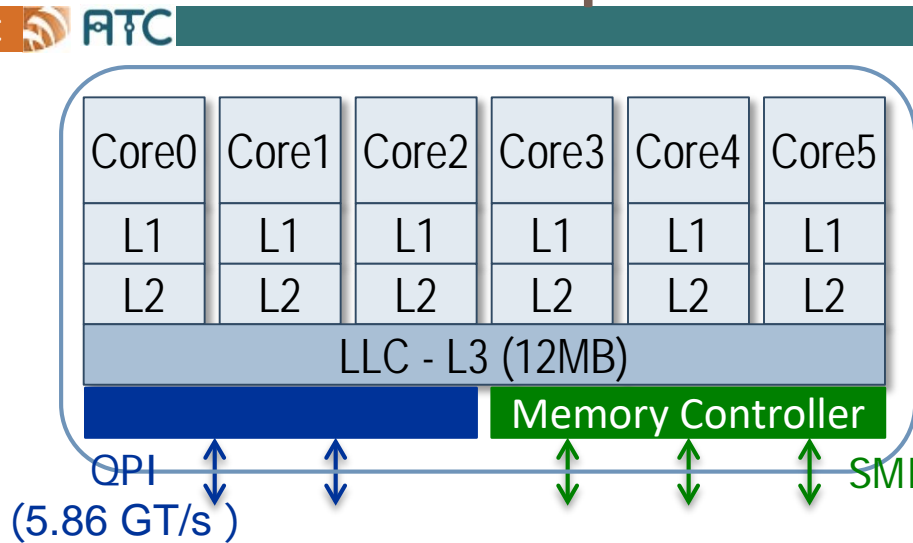 ATC
Core0 Core1 Core2 Core3 Core4 Core5
L1 L1 L1 L1 L1 L1
L2 L2 L2 L2 L2 L2
LLC - L3 (12MB)
Memory Controller
QPI
SMI
(5.86 GT/s )